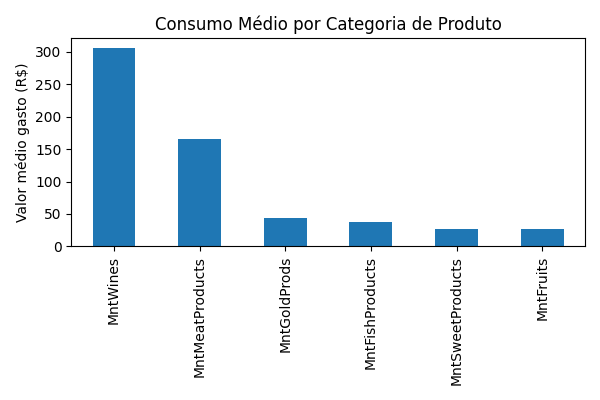 Consumo Médio por Categoria de Produto
Valor médio gasto (R$)
300
250
200
150
100
50
0
MntWines
MntMeatProducts
MntGoldProds
MntFishProducts
MntSweetProducts
MntFruits